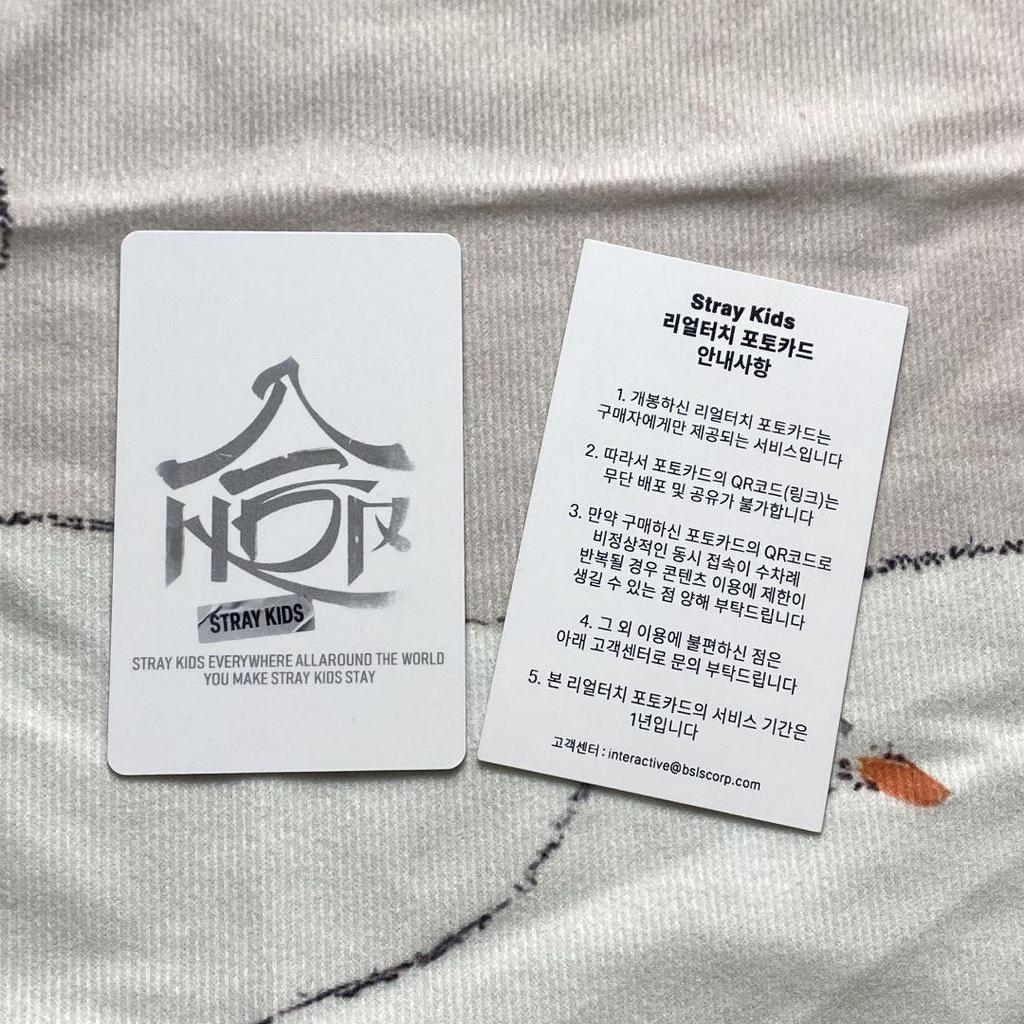 STRAY KIDS
STRAY KIDS EVERYWHERE ALLAROUND THE WORLD
YOU MAKE STRAY KIDS STAY
Stray Kids
리얼터치 포토카드
안내사항
1. 개봉하신 리얼터치 포토카드는
구매자에게만 제공되는 서비스입니다
2. 따라서 포토카드의 QR코드(링크)는
무단 배포 및 공유가 불가합니다
3. 만약 구매하신 포토카드의 QR코드로
비정상적인 동시 접속이 수차례
반복될 경우 콘텐츠 이용에 제한이
생길 수 있는 점 양해 부탁드립니다
4. 그 외 이용에 불편하신 점은
아래 고객센터로 문의 부탁드립니다
5. 본 리얼터치 포토카드의 서비스 기간은
1년입니다
고객센터 : interactive@bslscorp.com